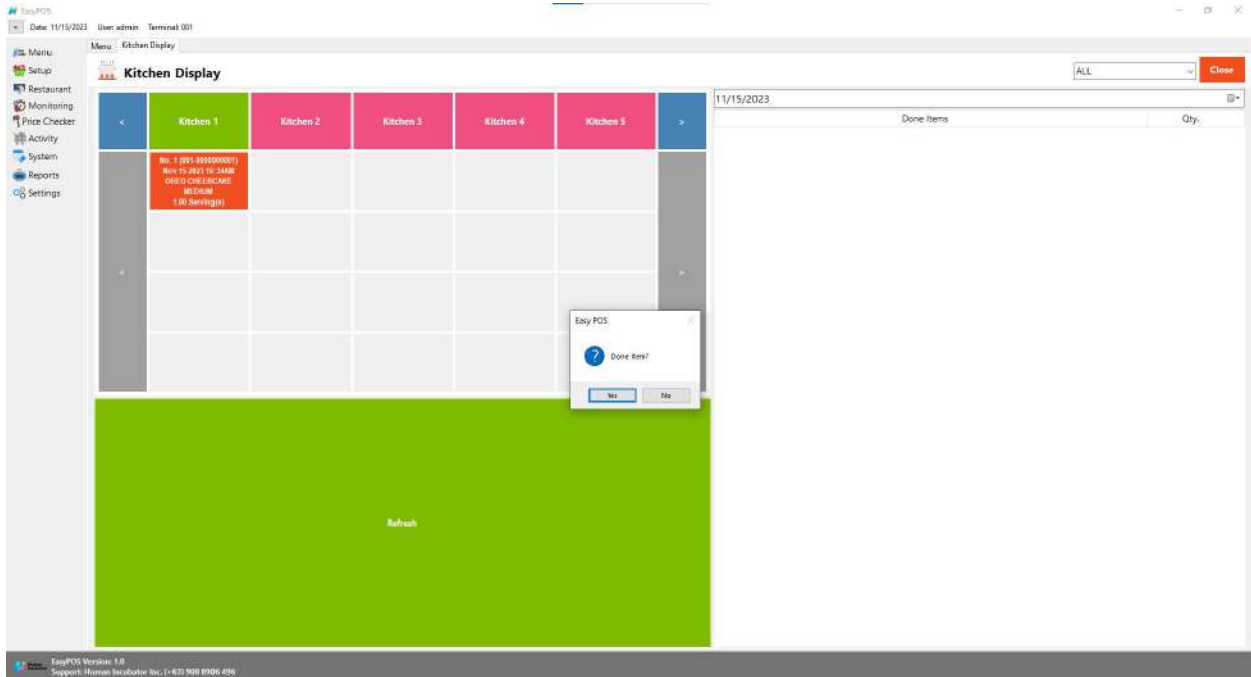 EasyPOS
Date: 11/15/2023 User: admin Terminal: 001
Menu
Setup
Restaurant
Monitoring
Price Checker
Activity
System
Reports
Settings
Menu Kitchen Display
Kitchen Display
ALL
Close
< Kitchen 1 Kitchen 2 Kitchen 3 Kitchen 4 Kitchen 5 >
No. 1 (001-0000000001)
Nov 15 2023 10:34AM
OREO CHEESCAKE
MEDIUM
1.00 Serving(s)
< >
Refresh
11/15/2023
Done Items Qty.
Easy POS
Done Item?
Yes No
EasyPOS Version: 1.0
Support: Human Incubator Inc. (+63) 908 8906 496